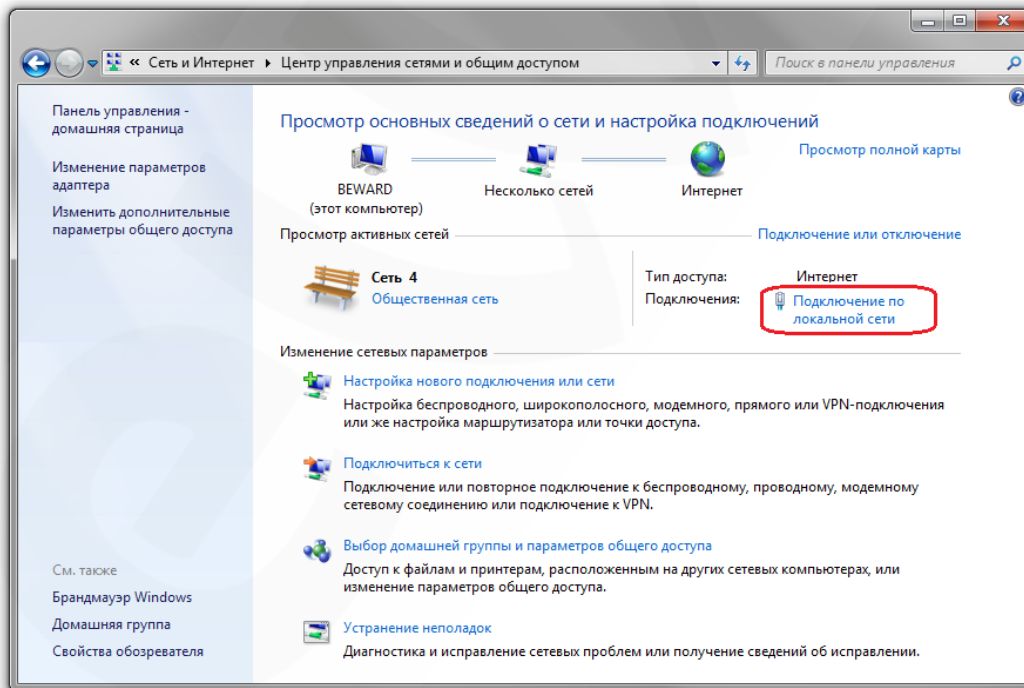 « Сеть и Интернет Центр управления сетями и общим доступом
Поиск в панели управления
Панель управления -
домашняя страница
Изменение параметров
адаптера
Изменить дополнительные
параметры общего доступа
См. также
Брандмауэр Windows
Домашняя группа
Свойства обозревателя
Просмотр основных сведений о сети и настройка подключений
BEWARD
(этот компьютер)
Несколько сетей
Интернет
Просмотр полной карты
Просмотр активных сетей
Подключение или отключение
Сеть 4
Общественная сеть
Тип доступа: Интернет
Подключения: Подключение по
локальной сети
Изменение сетевых параметров
Настройка нового подключения или сети
Настройка беспроводного, широкополосного, модемного, прямого или VPN-подключения
или же настройка маршрутизатора или точки доступа.
Подключиться к сети
Подключение или повторное подключение к беспроводному, проводному, модемному
сетевому соединению или подключение к VPN.
Выбор домашней группы и параметров общего доступа
Доступ к файлам и принтерам, расположенным на других сетевых компьютерах, или
изменение параметров общего доступа.
Устранение неполадок
Диагностика и исправление сетевых проблем или получение сведений об исправлении.